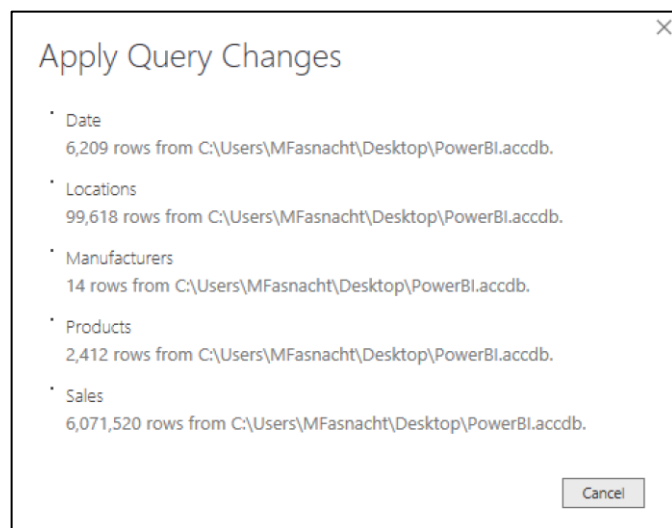 Apply Query Changes
Date
6,209 rows from C:\Users\MFasnacht\Desktop\PowerBI.accdb.
Locations
99,618 rows from C:\Users\MFasnacht\Desktop\PowerBI.accdb.
Manufacturers
14 rows from C:\Users\MFasnacht\Desktop\PowerBI.accdb.
Products
2,412 rows from C:\Users\MFasnacht\Desktop\PowerBI.accdb.
Sales
6,071,520 rows from C:\Users\MFasnacht\Desktop\PowerBI.accdb.
Cancel